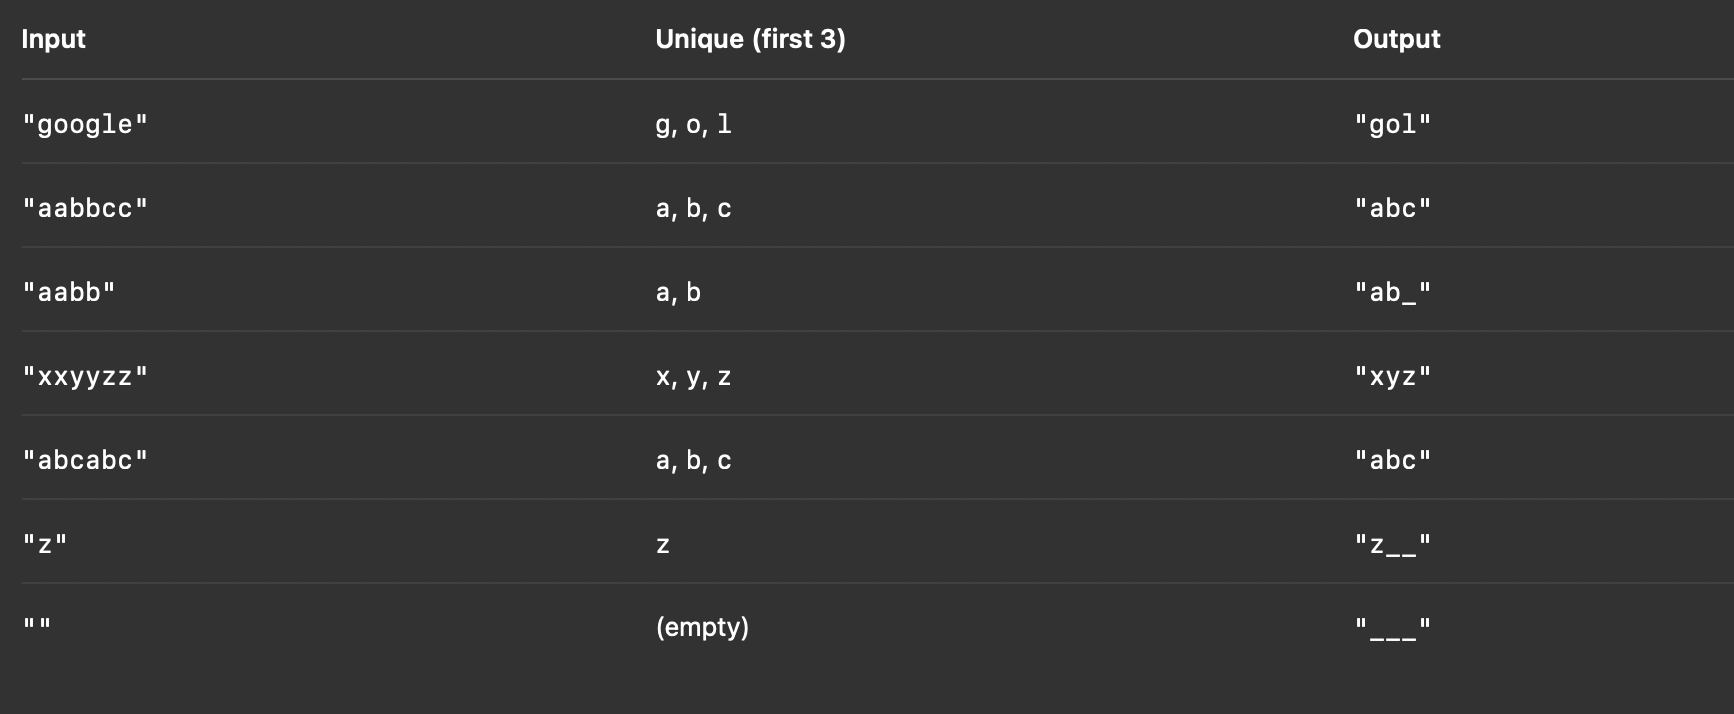 Input Unique (first 3) Output
"google" g, o, l "gol"
"aabbcc" a, b, c "abc"
"aabb" a, b "ab_"
"xxyyzz" x, y, z "xyz"
"abcabc" a, b, c "abc"
"z" z "z__"
"" (empty) "___"